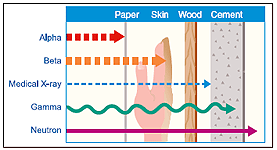 Paper Skin Wood Cement
Alpha
Beta
Medical X-ray
Gamma
Neutron